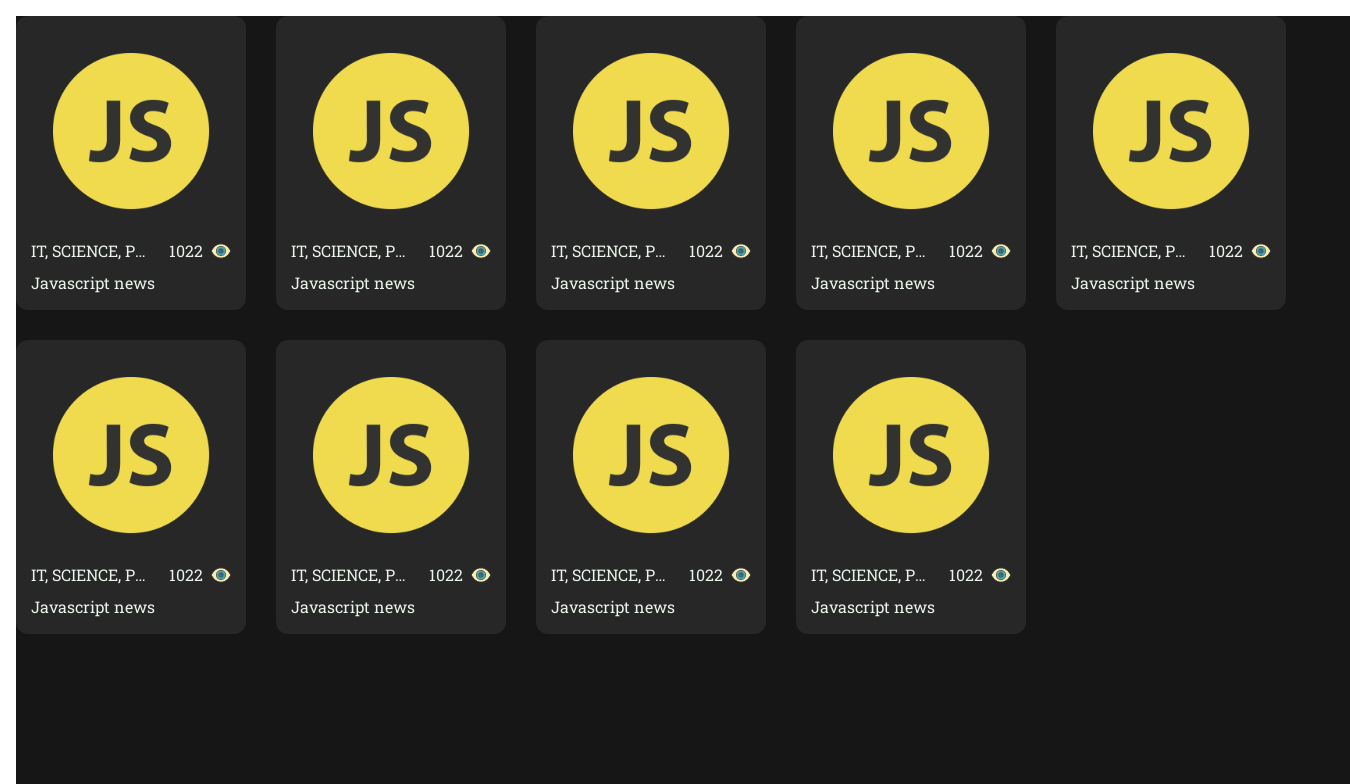 JS
JS
JS
JS
JS
IT, SCIENCE, P... 1022
IT, SCIENCE, P... 1022
IT, SCIENCE, P... 1022
IT, SCIENCE, P... 1022
IT, SCIENCE, P... 1022
Javascript news
Javascript news
Javascript news
Javascript news
Javascript news
JS
JS
JS
JS
IT, SCIENCE, P... 1022
IT, SCIENCE, P... 1022
IT, SCIENCE, P... 1022
IT, SCIENCE, P... 1022
Javascript news
Javascript news
Javascript news
Javascript news